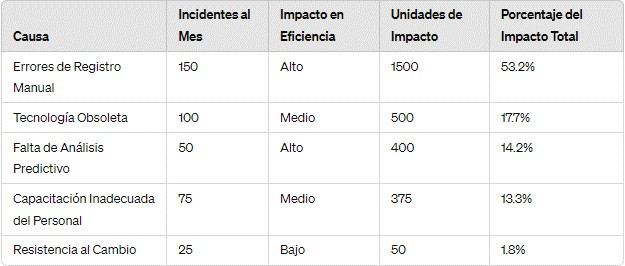 Causa Incidentes al Mes Impacto en Eficiencia Unidades de Impacto Porcentaje del Impacto Total
Errores de Registro Manual 150 Alto 1500 53.2%
Tecnología Obsoleta 100 Medio 500 17.7%
Falta de Análisis Predictivo 50 Alto 400 14.2%
Capacitación Inadecuada del Personal 75 Medio 375 13.3%
Resistencia al Cambio 25 Bajo 50 1.8%